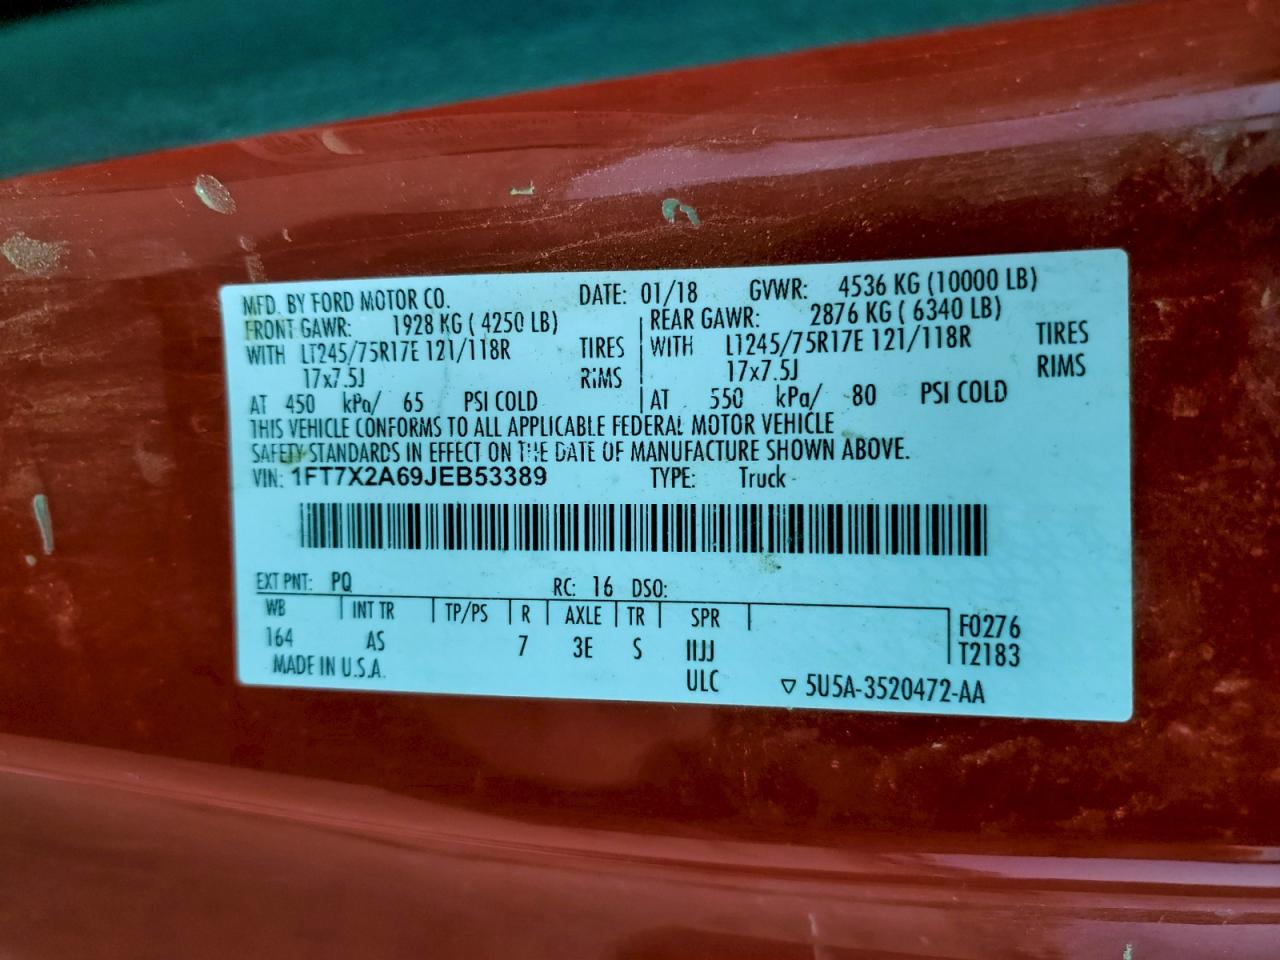 MFD. BY FORD MOTOR CO. DATE: 01/18 GVWR: 4536 KG (10000 LB)
FRONT GAWR: 1928 KG ( 4250 LB) REAR GAWR: 2876 KG ( 6340 LB)
WITH LT245/75R17E 121/118R TIRES WITH LT245/75R17E 121/118R TIRES
17x7.5J RIMS 17x7.5J RIMS
AT 450 kPa/ 65 PSI COLD AT 550 kPa/ 80 PSI COLD
THIS VEHICLE CONFORMS TO ALL APPLICABLE FEDERAL MOTOR VEHICLE
SAFETY STANDARDS IN EFFECT ON THE DATE OF MANUFACTURE SHOWN ABOVE.
VIN: 1FT7X2A69JEB53389 TYPE: Truck
EXT PNT: PQ RC: 16 DSO:
WB INT TR TP/PS R AXLE TR SPR F0276
164 AS 7 3E S IIJJ T2183
MADE IN U.S.A. ULC ▽ 5U5A-3520472-AA